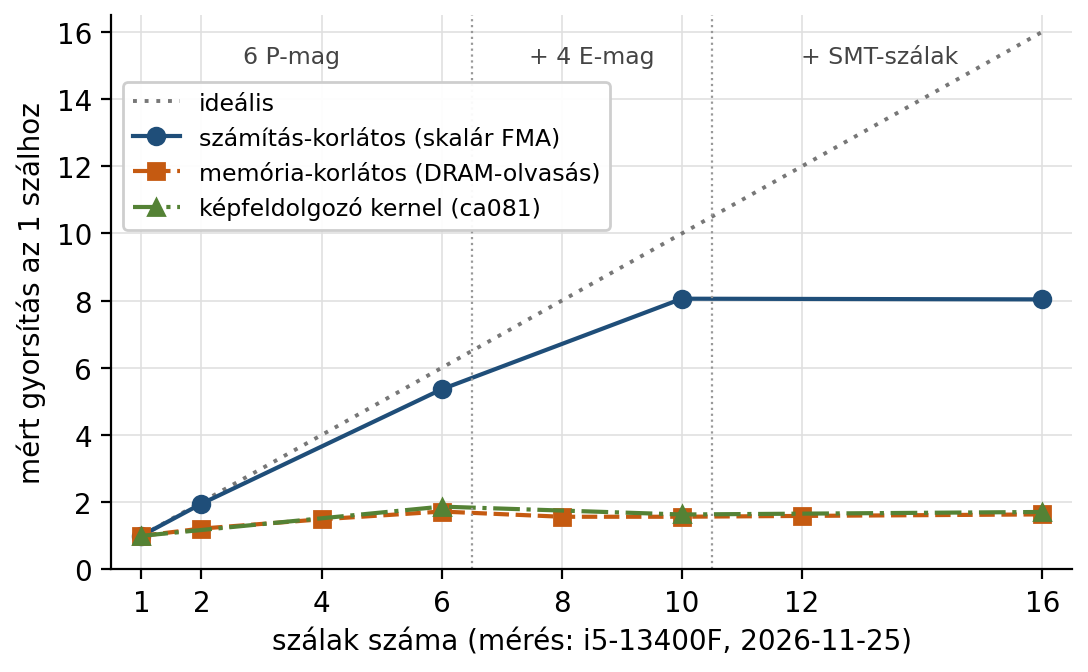 16
14
12
10
8
6
4
2
0
mért gyorsítás az 1 szálhoz
6 P-mag
+ 4 E-mag
+ SMT-szálak
ideális
számítás-korlátos (skalár FMA)
memória-korlátos (DRAM-olvasás)
képfeldolgozó kernel (ca081)
1 2 4 6 8 10 12 16
szálak száma (mérés: i5-13400F, 2026-11-25)